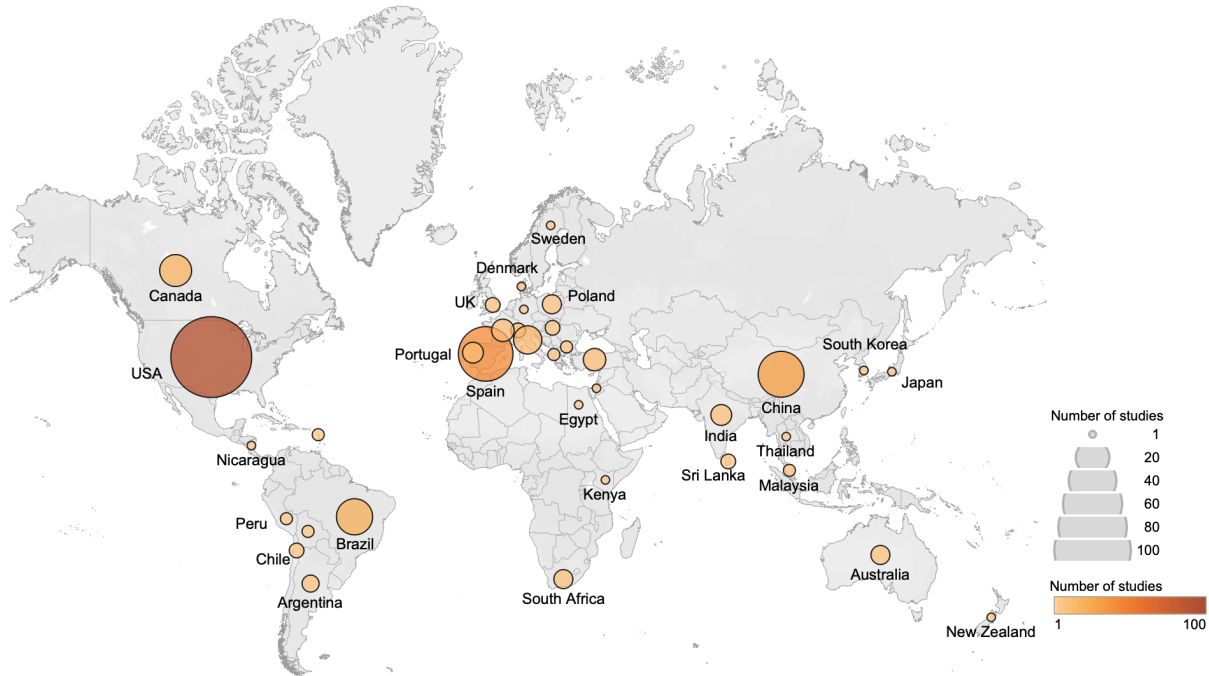 Sweden
Denmark
Canada
UK
Poland
South Korea
Portugal
USA
Japan
Spain
China
Egypt
India
Thailand
Nicaragua
Sri Lanka
Malaysia
Kenya
Peru
Brazil
Chile
Australia
Argentina
South Africa
New Zealand
Number of studies
1
20
40
60
80
100
Number of studies
1 100